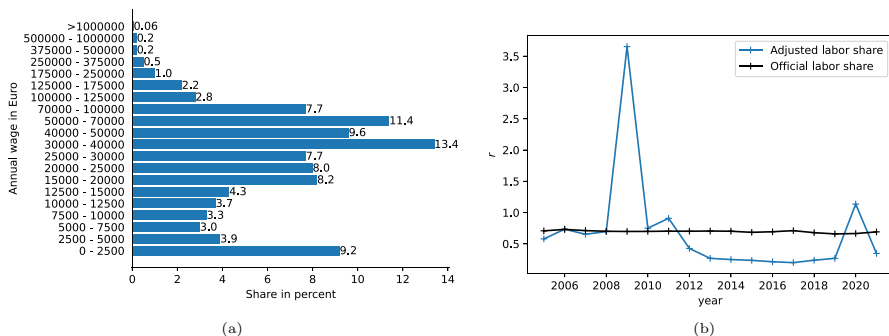 >1000000 0.06
500000 - 1000000 0.2
375000 - 500000 0.2
250000 - 375000 0.5
175000 - 250000 1.0
125000 - 175000 2.2
100000 - 125000 2.8
70000 - 100000 7.7
50000 - 70000 11.4
40000 - 50000 9.6
30000 - 40000 13.4
25000 - 30000 7.7
20000 - 25000 8.0
15000 - 20000 8.2
12500 - 15000 4.3
10000 - 12500 3.7
7500 - 10000 3.3
5000 - 7500 3.0
2500 - 5000 3.9
0 - 2500 9.2
Annual wage in Euro
0 2 4 6 8 10 12 14
Share in percent
(a)
Adjusted labor share
Official labor share
3.5
3.0
2.5
2.0
1.5
1.0
0.5
r
2006 2008 2010 2012 2014 2016 2018 2020
year
(b)